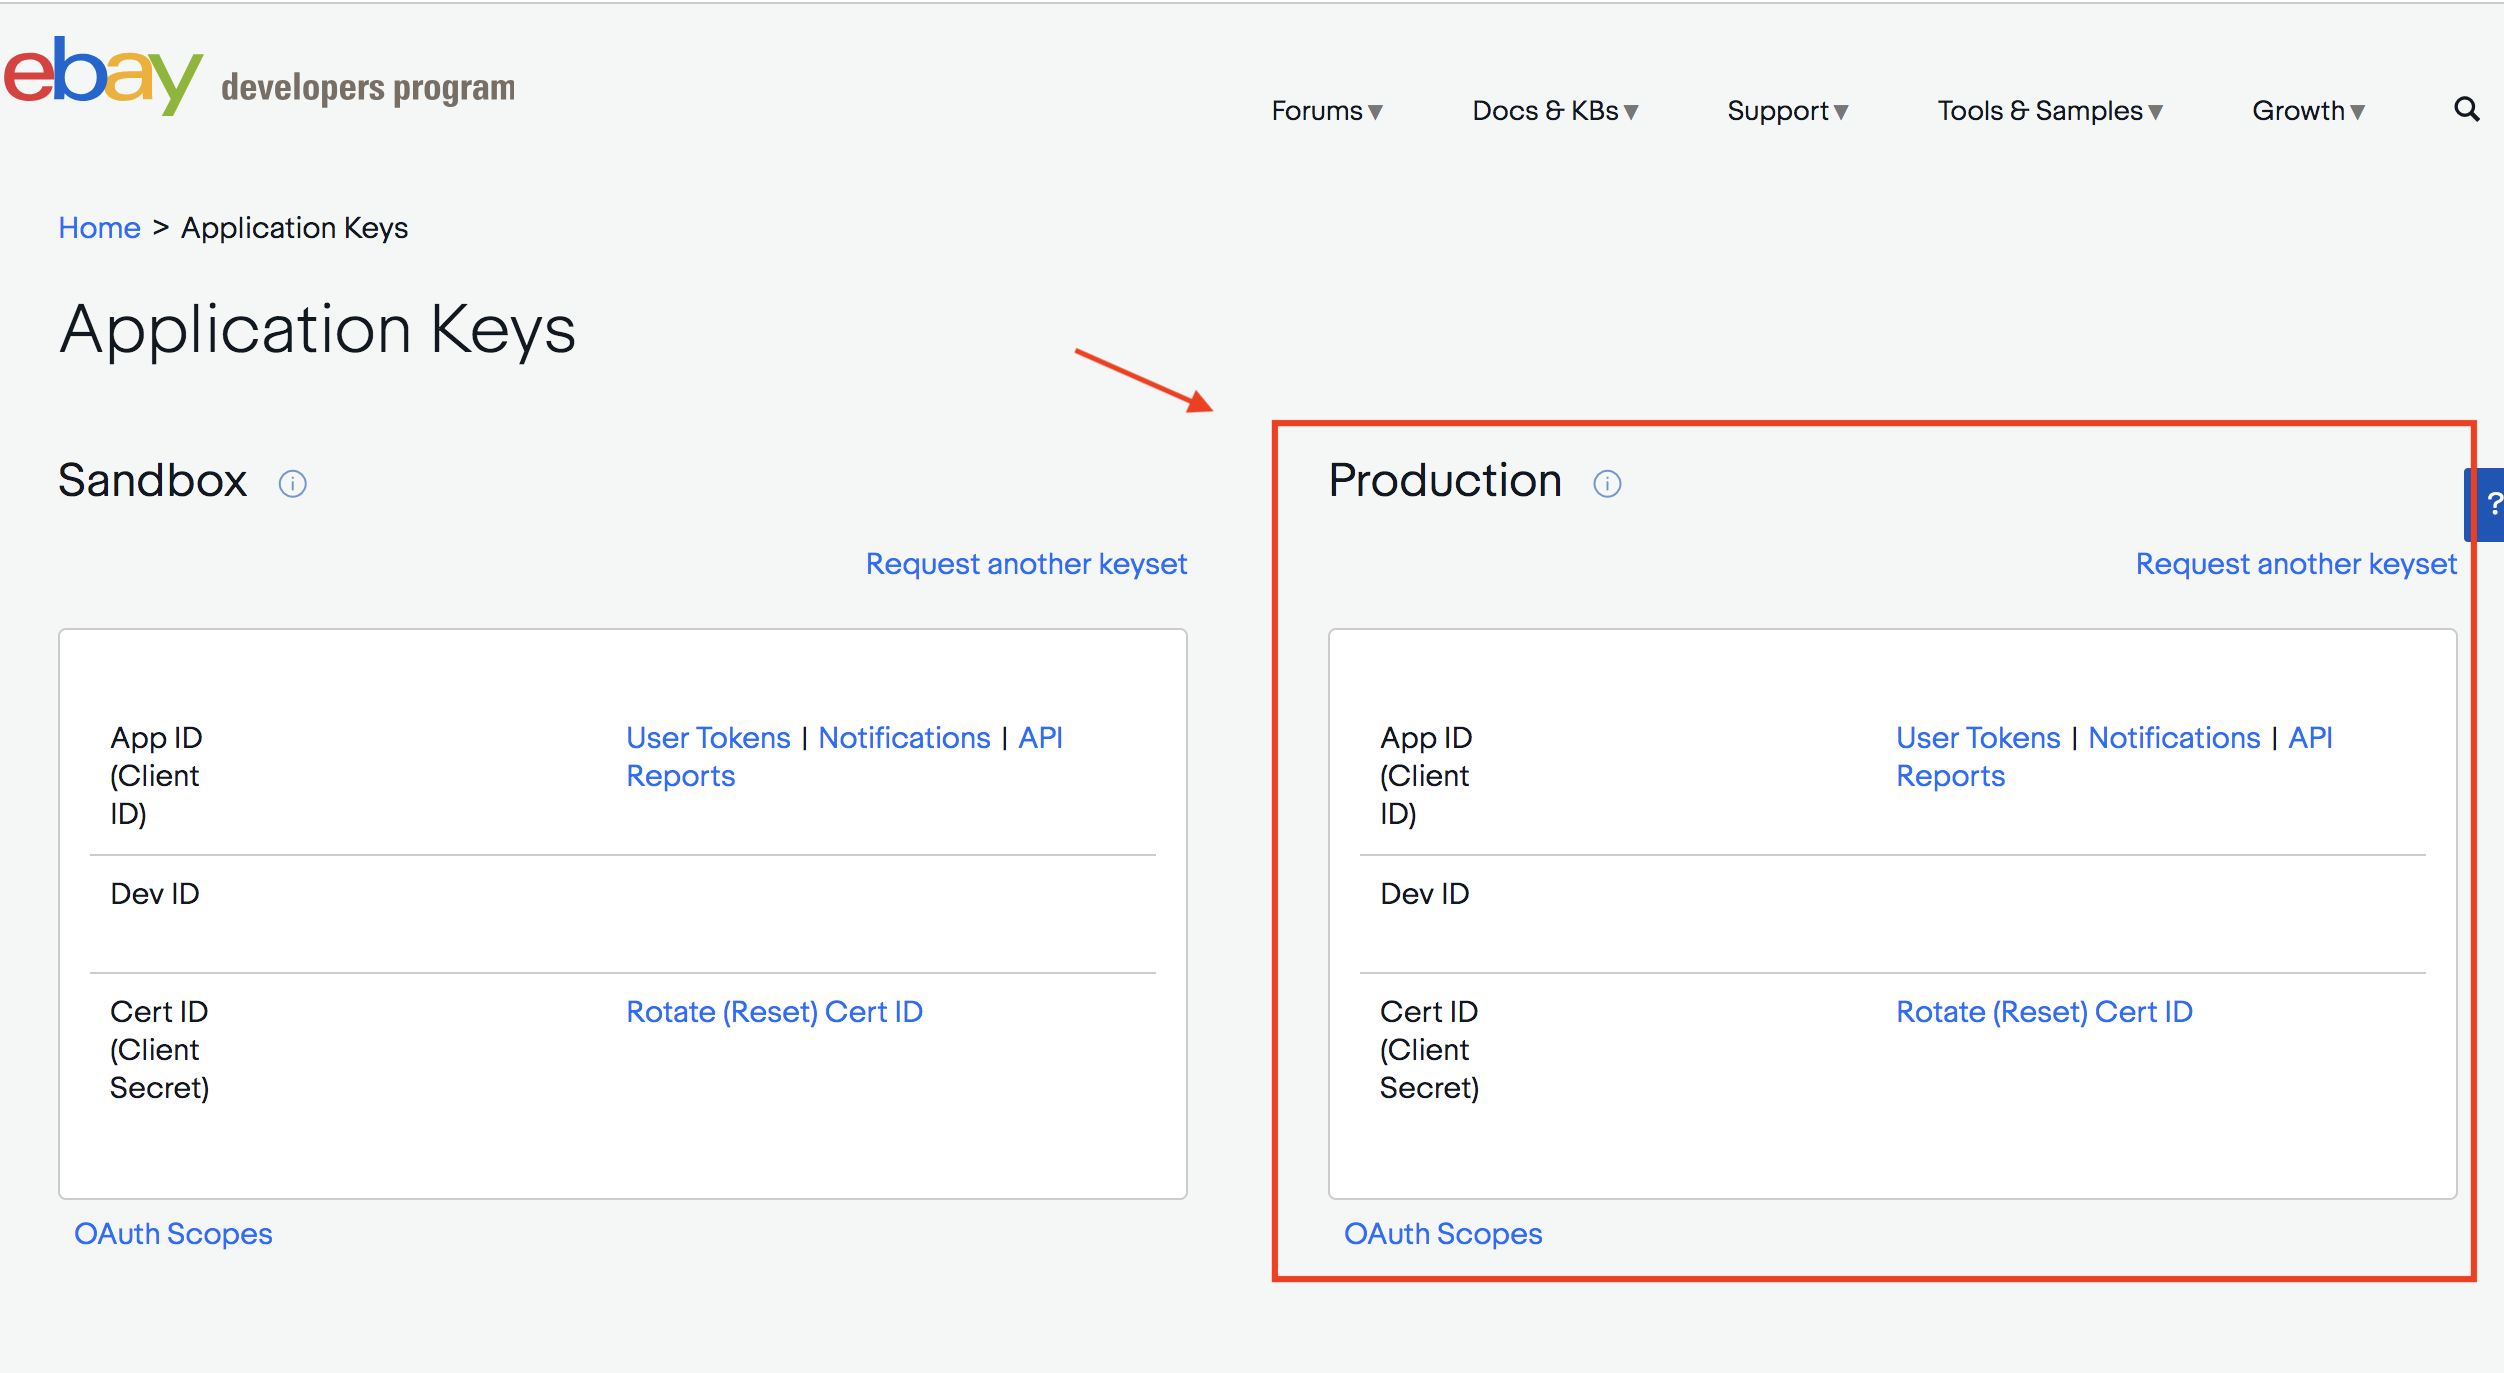 ebay developers program
Forums▼ Docs & KBs▼ Support▼ Tools & Samples▼ Growth▼
Home > Application Keys
Application Keys
Sandbox
Request another keyset
App ID
(Client
ID)
User Tokens | Notifications | API
Reports
Dev ID
Cert ID
(Client
Secret)
Rotate (Reset) Cert ID
OAuth Scopes
Production
?
Request another keyset
App ID
(Client
ID)
User Tokens | Notifications | API
Reports
Dev ID
Cert ID
(Client
Secret)
Rotate (Reset) Cert ID
OAuth Scopes